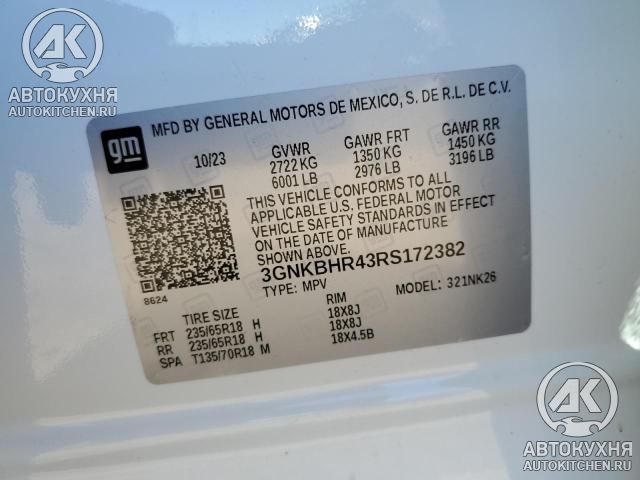 АВТОКУХНЯ
AUTOKITCHEN.RU
MFD BY GENERAL MOTORS DE MEXICO, S. DE R.L. DE C.V.
gm
10/23
GVWR
2722 KG
6001 LB
GAWR FRT
1350 KG
2976 LB
GAWR RR
1450 KG
3196 LB
THIS VEHICLE CONFORMS TO ALL
APPLICABLE U.S. FEDERAL MOTOR
VEHICLE SAFETY STANDARDS IN EFFECT
ON THE DATE OF MANUFACTURE
SHOWN ABOVE.
3GNKBHR43RS172382
TYPE: MPV
MODEL: 321NK26
8624
TIRE SIZE RIM
FRT 235/65R18 H 18X8J
RR 235/65R18 H 18X8J
SPA T135/70R18 M 18X4.5B
АК
АВТОКУХНЯ
AUTOKITCHEN.RU